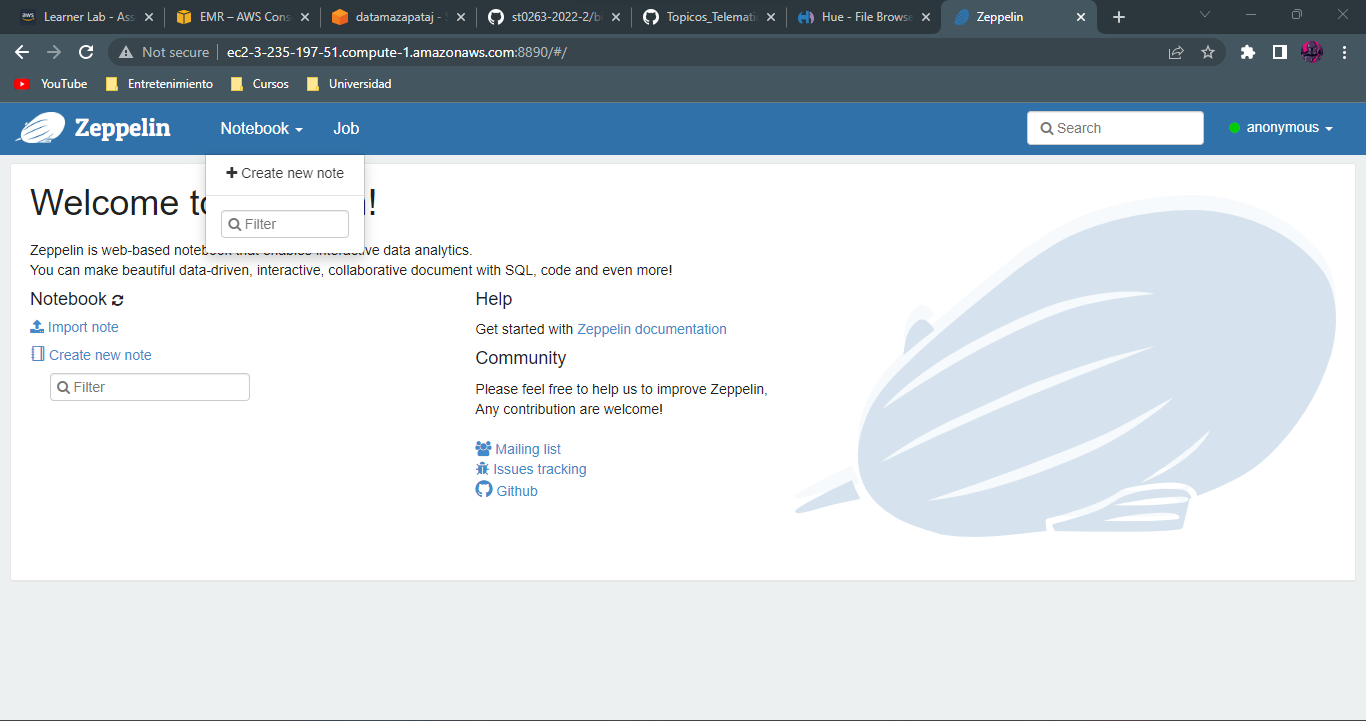 Learner Lab - Ass
EMR – AWS Cons
datamazapataj - S
st0263-2022-2/bi
Topicos_Telematic
Hue - File Browse
Zeppelin
Not secure
ec2-3-235-197-51.compute-1.amazonaws.com:8890/#/
YouTube
Entretenimiento
Cursos
Universidad
Zeppelin
Notebook
Job
Search
anonymous
Create new note
Filter
Welcome to !
Zeppelin is web-based notebook that enables interactive data analytics.
You can make beautiful data-driven, interactive, collaborative document with SQL, code and even more!
Notebook
Import note
Create new note
Filter
Help
Get started with Zeppelin documentation
Community
Please feel free to help us to improve Zeppelin,
Any contribution are welcome!
Mailing list
Issues tracking
Github